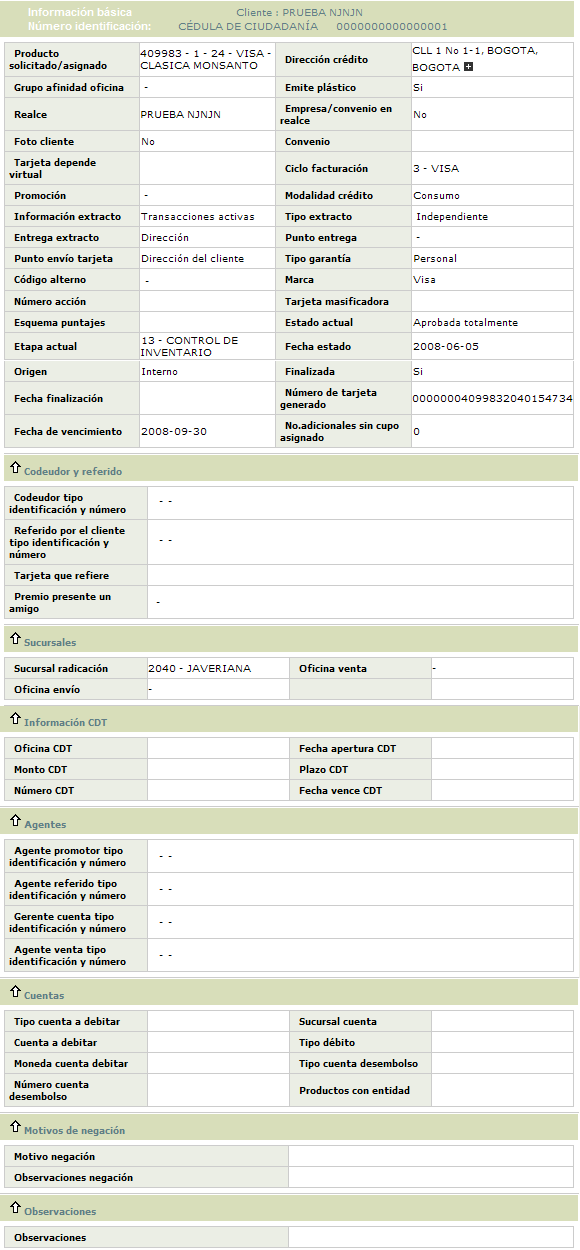 Información básica Cliente : PRUEBA NJNJN
Número identificación: CÉDULA DE CIUDADANÍA 0000000000000001
Producto solicitado/asignado 409983 - 1 - 24 - VISA - CLASICA MONSANTO Dirección crédito CLL 1 No 1-1, BOGOTA, BOGOTA
Grupo afinidad oficina - Emite plástico Si
Realce PRUEBA NJNJN Empresa/convenio en realce No
Foto cliente No Convenio
Tarjeta depende virtual Ciclo facturación 3 - VISA
Promoción - Modalidad crédito Consumo
Información extracto Transacciones activas Tipo extracto Independiente
Entrega extracto Dirección Punto entrega -
Punto envío tarjeta Dirección del cliente Tipo garantía Personal
Código alterno - Marca Visa
Número acción Tarjeta masificadora
Esquema puntajes Estado actual Aprobada totalmente
Etapa actual 13 - CONTROL DE INVENTARIO Fecha estado 2008-06-05
Origen Interno Finalizada Si
Fecha finalización Número de tarjeta generado 00000004099832040154734
Fecha de vencimiento 2008-09-30 No.adicionales sin cupo asignado 0
Codeudor y referido
Codeudor tipo identificación y número - -
Referido por el cliente tipo identificación y número - -
Tarjeta que refiere
Premio presente un amigo -
Sucursales
Sucursal radicación 2040 - JAVERIANA Oficina venta -
Oficina envío -
Información CDT
Oficina CDT Fecha apertura CDT
Monto CDT Plazo CDT
Número CDT Fecha vence CDT
Agentes
Agente promotor tipo identificación y número - -
Agente referido tipo identificación y número - -
Gerente cuenta tipo identificación y número - -
Agente venta tipo identificación y número - -
Cuentas
Tipo cuenta a debitar Sucursal cuenta
Cuenta a debitar Tipo débito
Moneda cuenta debitar Tipo cuenta desembolso
Número cuenta desembolso Productos con entidad
Motivos de negación
Motivo negación
Observaciones negación
Observaciones
Observaciones